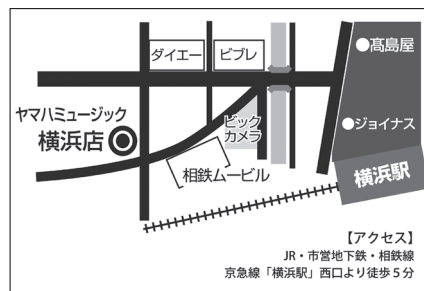 ●髙島屋
ダイエー
ビブレ
ヤマハミュージック
横浜店
ビック
カメラ
●ジョイナス
相鉄ムービル
横浜駅
【アクセス】
JR・市営地下鉄・相鉄線
京急線「横浜駅」西口より徒歩5分